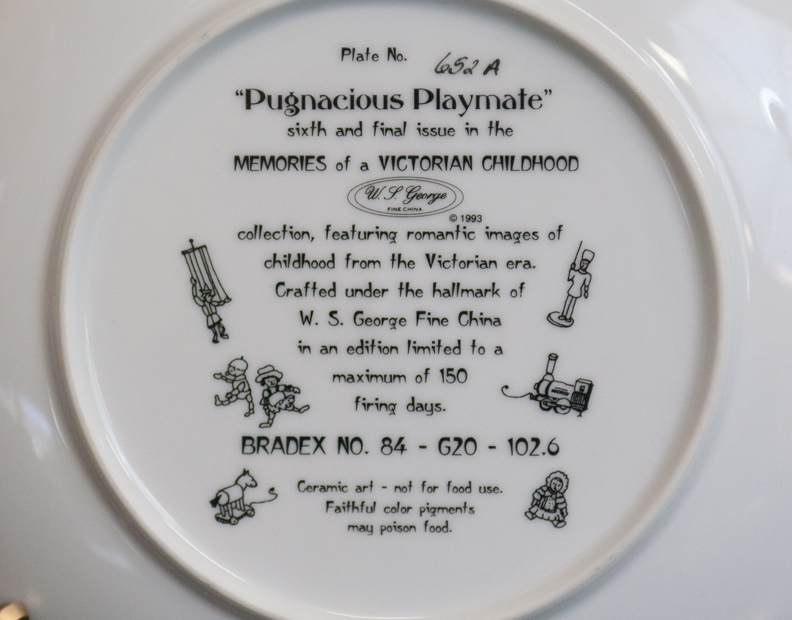 Plate No. 652 A
"Pugnacious Playmate"
sixth and final issue in the
MEMORIES of a VICTORIAN CHILDHOOD
W. S. George
FINE CHINA
© 1993
collection, featuring romantic images of
childhood from the Victorian era.
Crafted under the hallmark of
W. S. George Fine China
in an edition limited to a
maximum of 150
firing days.
BRADEX NO. 84 - G20 - 102.6
Ceramic art - not for food use.
Faithful color pigments
may poison food.